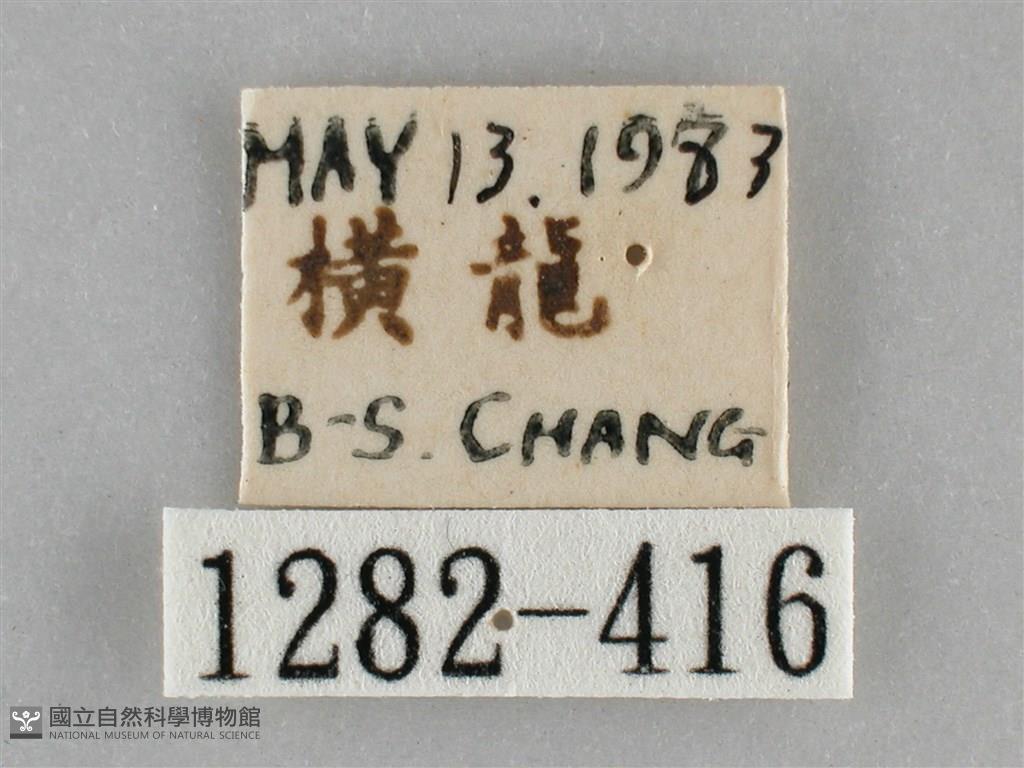 MAY 13. 1983
橫龍
B-S. CHANG
1282-416
國立自然科學博物館
NATIONAL MUSEUM OF NATURAL SCIENCE